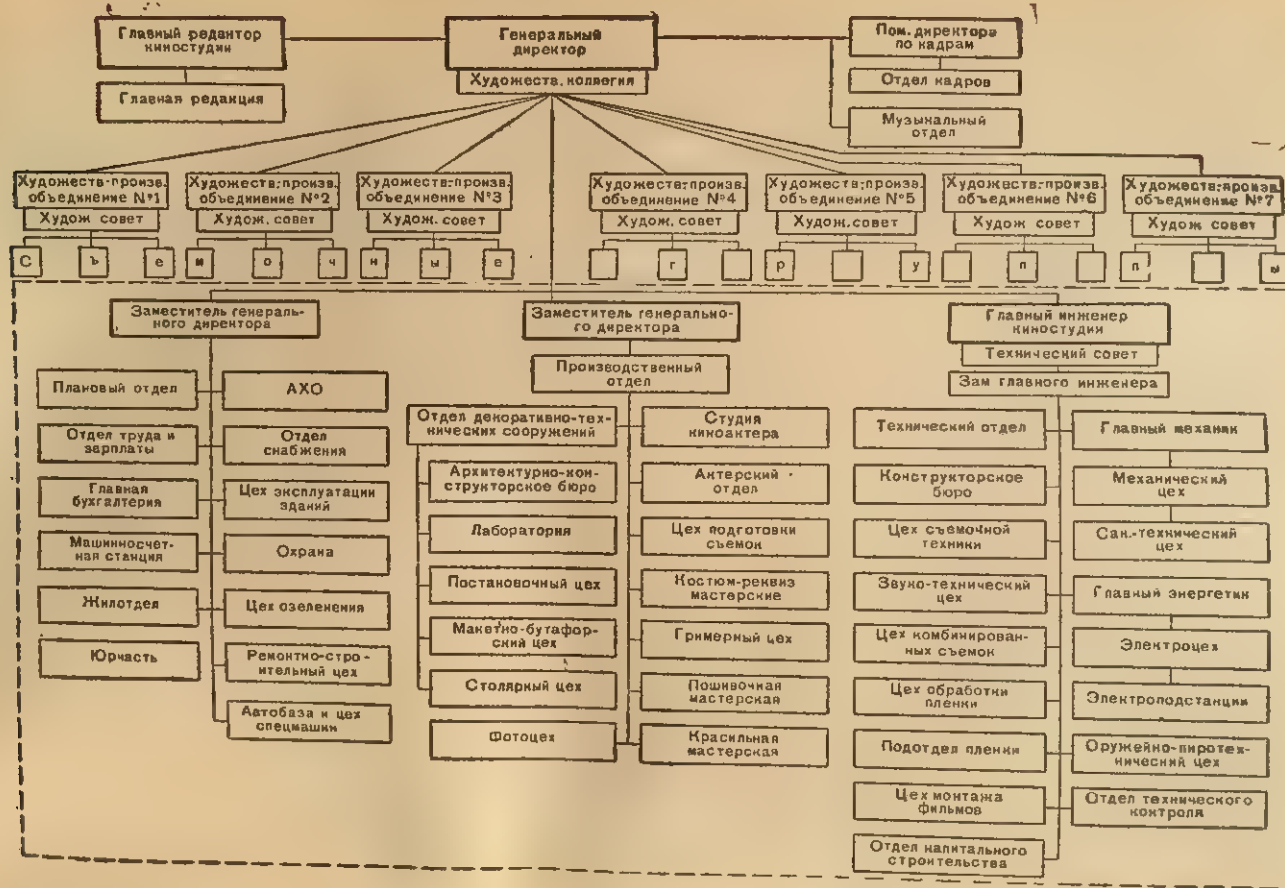 Главный редактор
киностудии
Главная редакция
Генеральный
директор
Художеств. коллегия
Пом. директора
по кадрам
Отдел кадров
Музыкальный
отдел
Художеств-произв.
объединение №1
Худож совет
Художеств:произв.
объединение №2
Худож. совет
Художеств:произв.
объединение №3
Худож. совет
Художеств:произв.
объединение №4
Худож. совет
Художеств:произв.
объединение №5
Худож. совет
Художеств:произв.
объединение №6
Худож совет
Художеств:произв.
объединение №7
Худож совет
С ъ е м о ч н ы е г р у п п ы
Заместитель генераль-
ного директора
Плановый отдел
АХО
Отдел труда и
зарплаты
Отдел
снабжения
Главная
бухгалтерия
Цех эксплуатации
зданий
Машинносчет-
ная станция
Охрана
Жилотдел
Цех озеленения
Юрчасть
Ремонтно-стро-
ительный цех
Автобаза и цех
спецмашин
Заместитель генерально-
го директора
Производственный
отдел
Отдел декоративно-тех-
нических сооружений
Студия
киноактера
Архитектурно-кон-
структорское бюро
Актерский
отдел
Лаборатория
Цех подготовки
съемок
Постановочный цех
Костюм-реквиз
мастерские
Макетно-бутафор-
ский цех
Гримерный цех
Столярный цех
Пошивочная
мастерская
Фотоцех
Красильная
мастерская
Главный инженер
киностудии
Технический совет
Зам главного инженера
Технический отдел
Главный механик
Конструкторское
бюро
Механический
цех
Цех съемочной
техники
Сан.-технический
цех
Звуко-технический
цех
Главный энергетик
Цех комбинирован-
ных съемок
Электроцех
Цех обработки
пленки
Электроподстанции
Подотдел пленки
Оружейно-пиротех-
нический цех
Цех монтажа
фильмов
Отдел технического
контроля
Отдел капитального
строительства